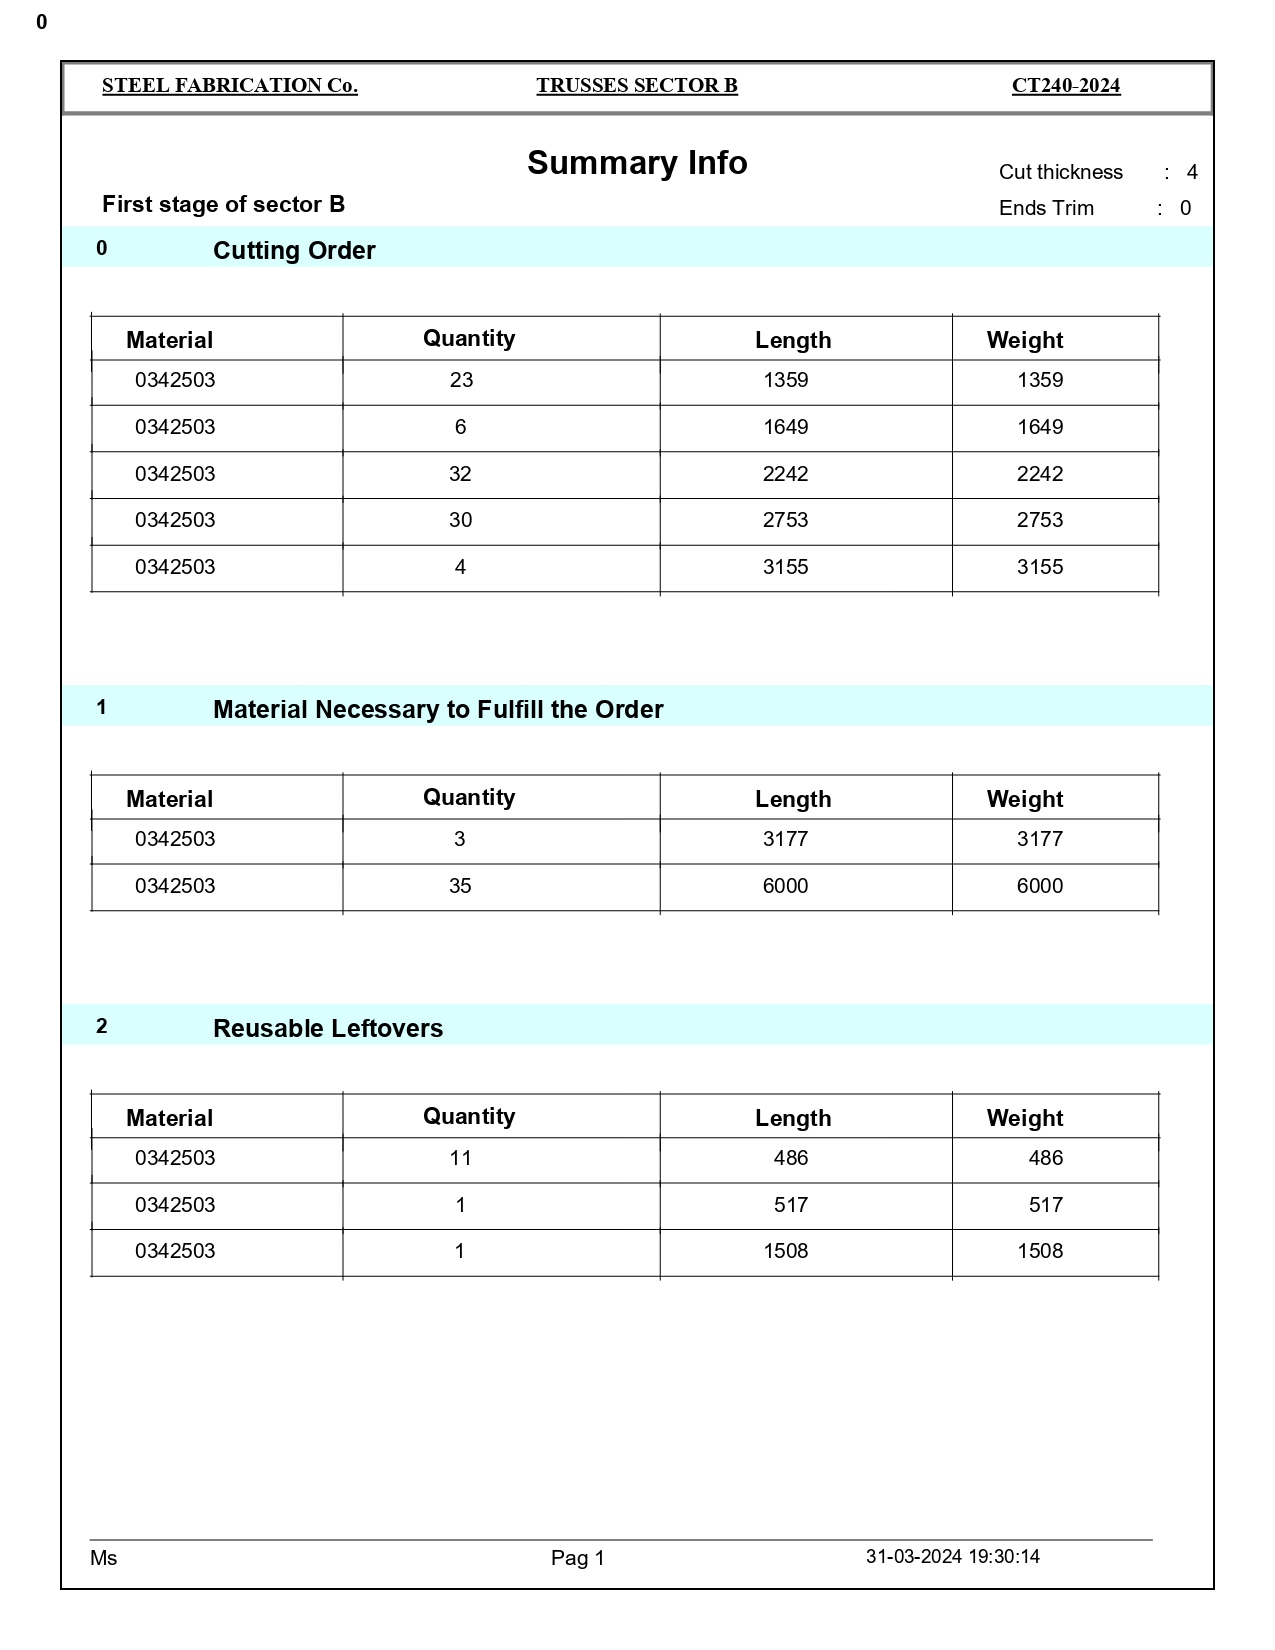 0
STEEL FABRICATION Co. TRUSSES SECTOR B CT240-2024
Summary Info
Cut thickness : 4
First stage of sector B
Ends Trim : 0
0 Cutting Order
Material Quantity Length Weight
0342503 23 1359 1359
0342503 6 1649 1649
0342503 32 2242 2242
0342503 30 2753 2753
0342503 4 3155 3155
1 Material Necessary to Fulfill the Order
Material Quantity Length Weight
0342503 3 3177 3177
0342503 35 6000 6000
2 Reusable Leftovers
Material Quantity Length Weight
0342503 11 486 486
0342503 1 517 517
0342503 1 1508 1508
Ms Pag 1 31-03-2024 19:30:14